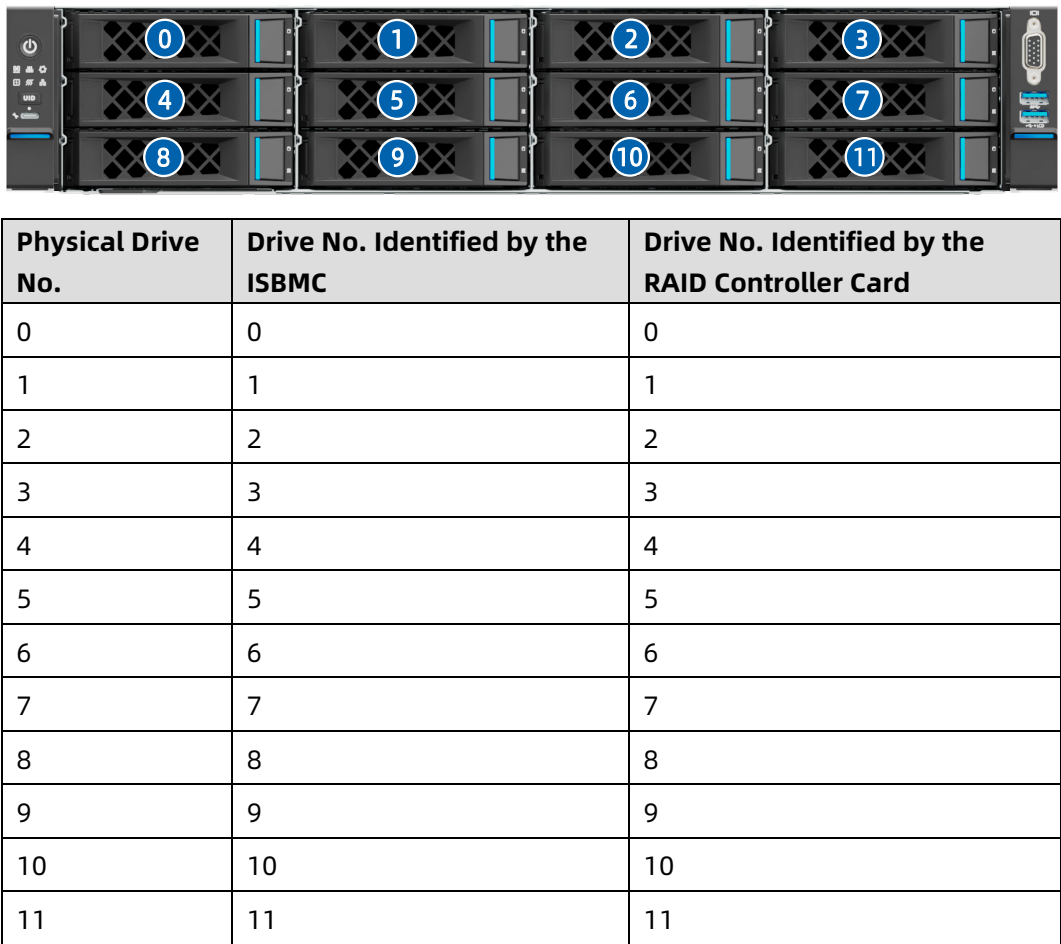 0 1 2 3
UID
4 5 6 7
8 9 10 11
Physical Drive No. Drive No. Identified by the ISBMC Drive No. Identified by the RAID Controller Card
0 0 0
1 1 1
2 2 2
3 3 3
4 4 4
5 5 5
6 6 6
7 7 7
8 8 8
9 9 9
10 10 10
11 11 11